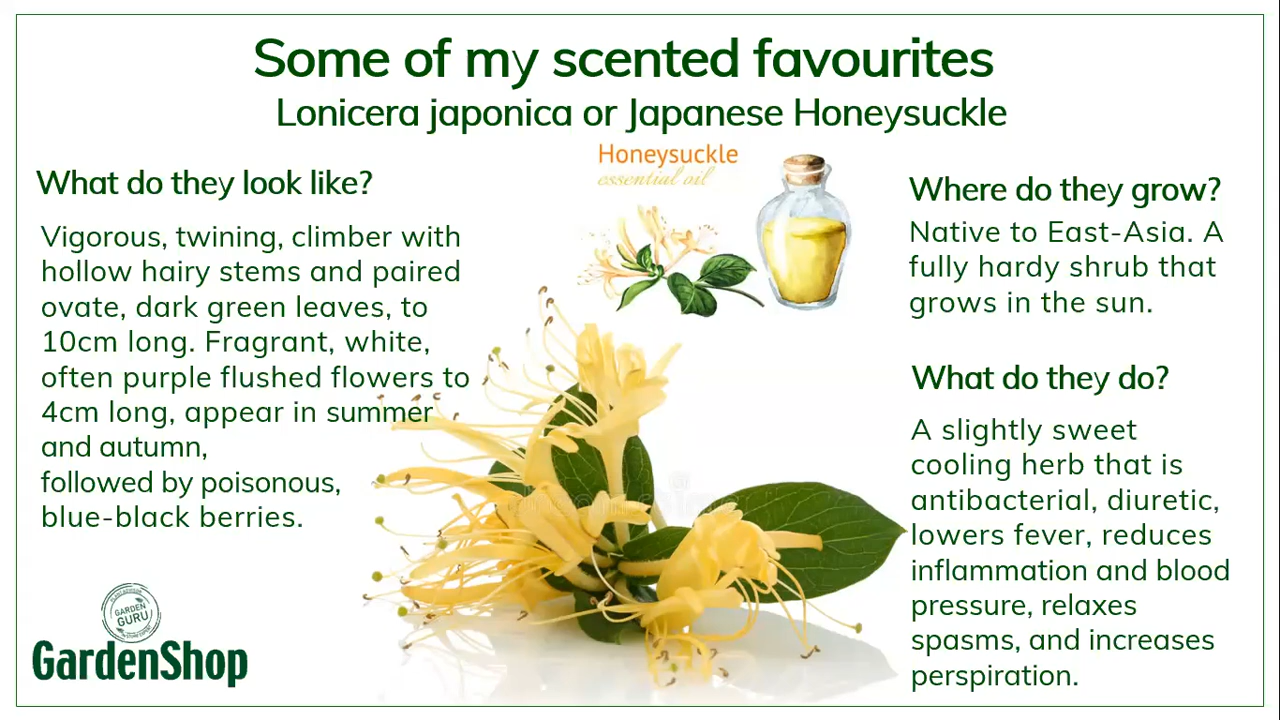 Some of my scented favourites
Lonicera japonica or Japanese Honeysuckle
What do they look like?
Vigorous, twining, climber with
hollow hairy stems and paired
ovate, dark green leaves, to
10cm long. Fragrant, white,
often purple flushed flowers to
4cm long, appear in summer
and autumn,
followed by poisonous,
blue-black berries.
Honeysuckle
essential oil
Where do they grow?
Native to East-Asia. A
fully hardy shrub that
grows in the sun.
What do they do?
A slightly sweet
cooling herb that is
antibacterial, diuretic,
lowers fever, reduces
inflammation and blood
pressure, relaxes
spasms, and increases
perspiration.
GARDEN
GURU
GardenShop